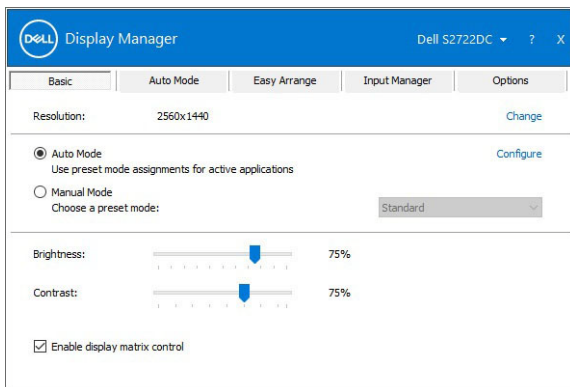 DELL Display Manager Dell S2722DC ? X
Basic Auto Mode Easy Arrange Input Manager Options
Resolution: 2560x1440 Change
Auto Mode Configure
Use preset mode assignments for active applications
Manual Mode
Choose a preset mode: Standard
Brightness: 75%
Contrast: 75%
Enable display matrix control